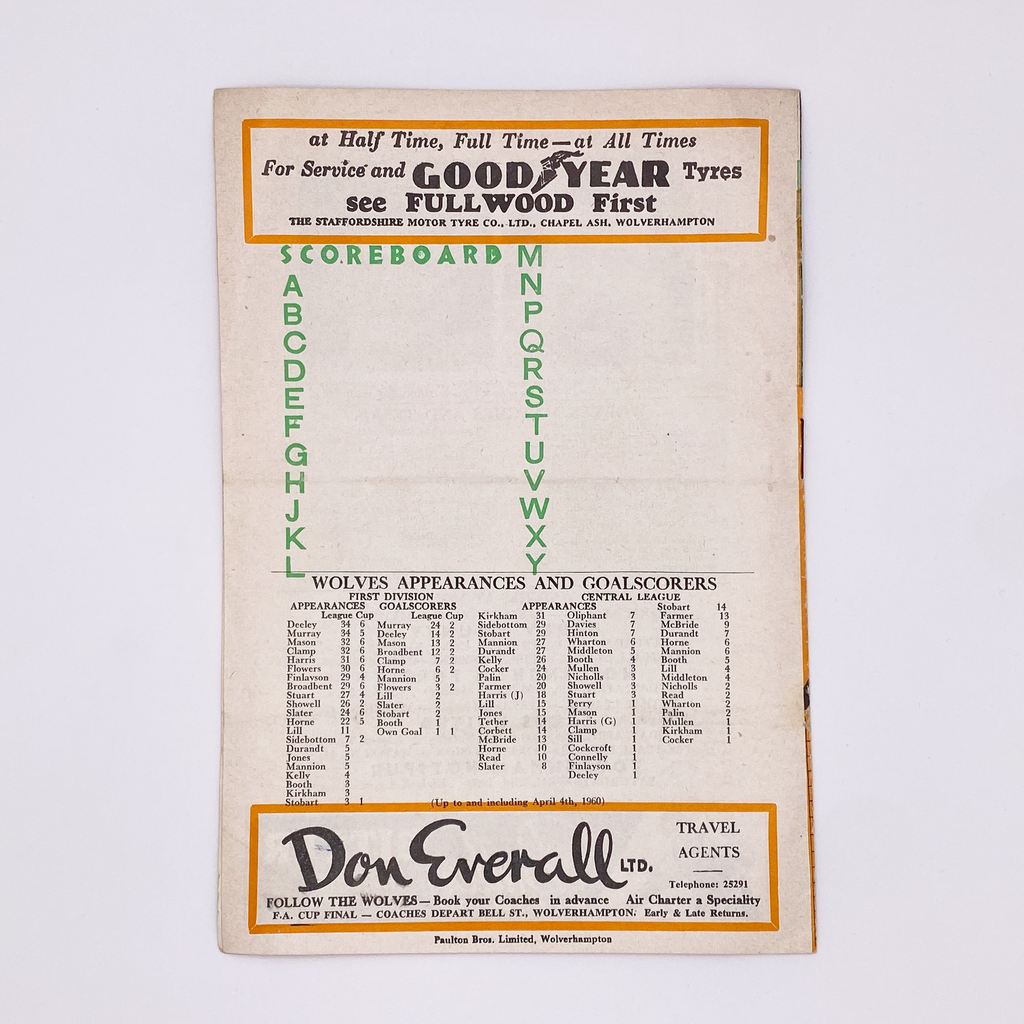 at Half Time, Full Time—at All Times
For Service and GOODYEAR Tyres
see FULLWOOD First
THE STAFFORDSHIRE MOTOR TYRE CO., LTD., CHAPEL ASH, WOLVERHAMPTON
SCOREBOARD
A
B
C
D
E
F
G
H
J
K
L
M
N
P
Q
R
S
T
U
V
W
X
Y
WOLVES APPEARANCES AND GOALSCORERS
FIRST DIVISION
APPEARANCES
League Cup
Deeley 34 6
Murray 34 5
Mason 32 6
Clamp 32 6
Harris 31 6
Flowers 30 6
Finlayson 29 4
Broadbent 29 6
Stuart 27 4
Showell 26 2
Slater 24 6
Horne 22 5
Lill 11
Sidebottom 7 2
Durandt 5
Jones 5
Mannion 5
Kelly 4
Booth 3
Kirkham 3
Stobart 3 1
GOALSCORERS
League Cup
Murray 24 2
Deeley 14 2
Mason 13 2
Broadbent 12 2
Clamp 7 2
Horne 6 2
Mannion 5
Flowers 3 2
Lill 2
Slater 2
Stobart 2
Booth 1
Own Goal 1 1
CENTRAL LEAGUE
APPEARANCES
Kirkham 31
Sidebottom 29
Stobart 29
Mannion 27
Durandt 27
Kelly 26
Cocker 24
Palin 20
Farmer 20
Harris (J) 18
Lill 15
Jones 15
Tether 14
Corbett 14
McBride 13
Horne 10
Read 10
Slater 8
Oliphant 7
Davies 7
Hinton 7
Wharton 6
Middleton 5
Booth 4
Mullen 3
Nicholls 3
Showell 3
Stuart 3
Perry 1
Mason 1
Harris (G) 1
Clamp 1
Sill 1
Cockcroft 1
Connelly 1
Finlayson 1
Deeley 1
Stobart 14
Farmer 13
McBride 9
Durandt 7
Horne 6
Mannion 6
Booth 5
Lill 4
Middleton 4
Nicholls 2
Read 2
Wharton 2
Palin 2
Mullen 1
Kirkham 1
Cocker 1
(Up to and including April 4th, 1960)
Don Everall LTD.
TRAVEL
AGENTS
Telephone: 25291
FOLLOW THE WOLVES—Book your Coaches in advance Air Charter a Speciality
F.A. CUP FINAL — COACHES DEPART BELL ST., WOLVERHAMPTON. Early & Late Returns.
Paulton Bros. Limited, Wolverhampton